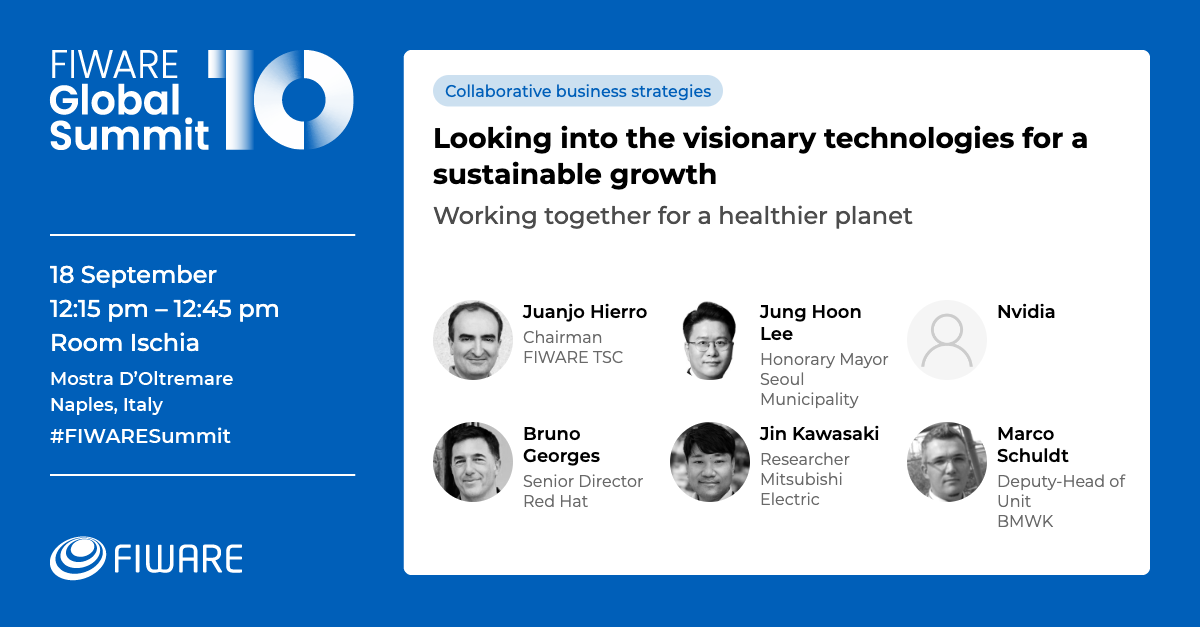 FIWARE
Global
Summit
10
18 September
12:15 pm – 12:45 pm
Room Ischia
Mostra D’Oltremare
Naples, Italy
#FIWARESummit
FIWARE
Collaborative business strategies
Looking into the visionary technologies for a
sustainable growth
Working together for a healthier planet
Juanjo Hierro
Chairman
FIWARE TSC
Jung Hoon
Lee
Honorary Mayor
Seoul
Municipality
Nvidia
Bruno
Georges
Senior Director
Red Hat
Jin Kawasaki
Researcher
Mitsubishi
Electric
Marco
Schuldt
Deputy-Head of
Unit
BMWK